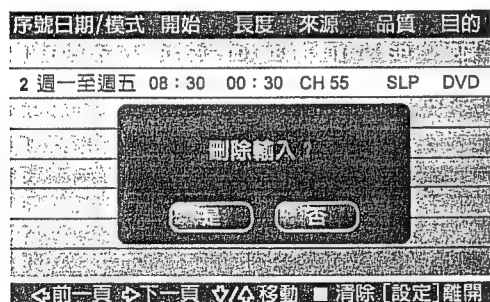 序號日期/模式 開始 長度 來源 品質 目的
2 週一至週五 08:30 00:30 CH 55 SLP DVD
刪除輸入?
是 否
前一頁 下一頁 / 移動 ■ 清除 [設定] 離開